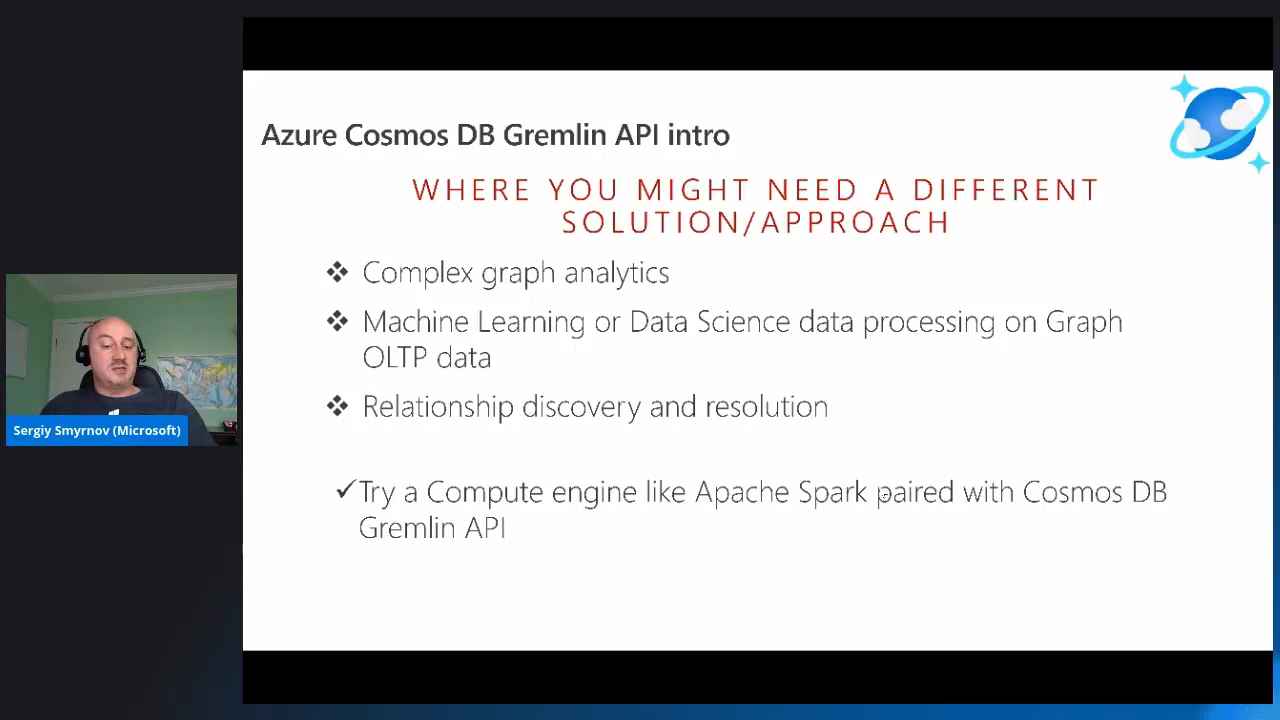 Azure Cosmos DB Gremlin API intro
WHERE YOU MIGHT NEED A DIFFERENT
SOLUTION/APPROACH
❖ Complex graph analytics
❖ Machine Learning or Data Science data processing on Graph
OLTP data
❖ Relationship discovery and resolution
✓Try a Compute engine like Apache Spark paired with Cosmos DB
Gremlin API
Sergiy Smyrnov (Microsoft)